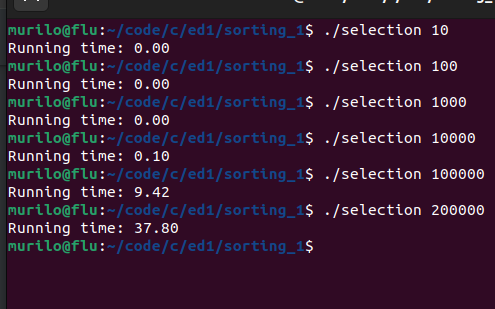 murilo@flu:~/code/c/ed1/sorting_1$ ./selection 10
Running time: 0.00
murilo@flu:~/code/c/ed1/sorting_1$ ./selection 100
Running time: 0.00
murilo@flu:~/code/c/ed1/sorting_1$ ./selection 1000
Running time: 0.00
murilo@flu:~/code/c/ed1/sorting_1$ ./selection 10000
Running time: 0.10
murilo@flu:~/code/c/ed1/sorting_1$ ./selection 100000
Running time: 9.42
murilo@flu:~/code/c/ed1/sorting_1$ ./selection 200000
Running time: 37.80
murilo@flu:~/code/c/ed1/sorting_1$